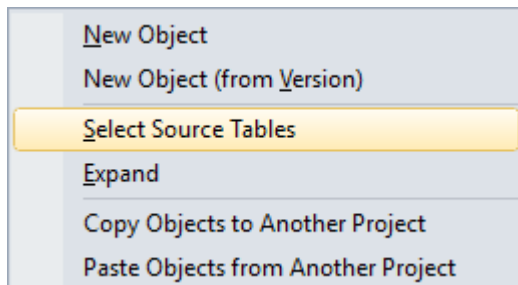 New Object
New Object (from Version)
Select Source Tables
Expand
Copy Objects to Another Project
Paste Objects from Another Project